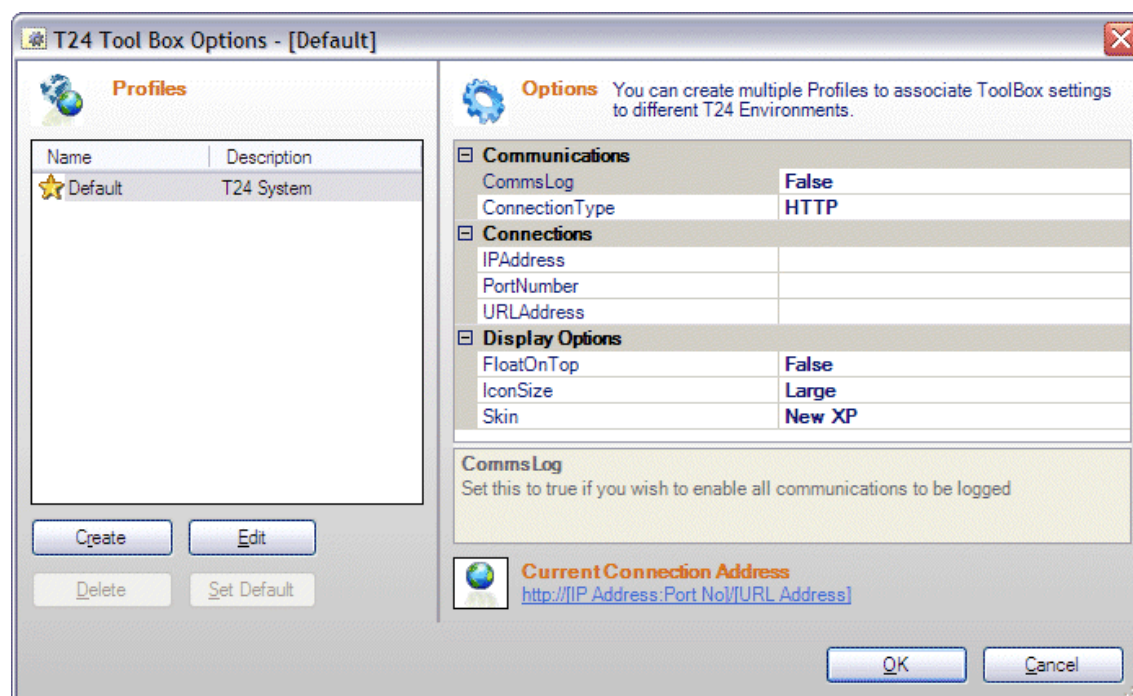 T24 Tool Box Options - [Default]
Profiles
Name Description
Default T24 System
Create Edit
Delete Set Default
Options You can create multiple Profiles to associate ToolBox settings
to different T24 Environments.
Communications
CommsLog False
ConnectionType HTTP
Connections
IPAddress
PortNumber
URLAddress
Display Options
FloatOnTop False
IconSize Large
Skin New XP
CommsLog
Set this to true if you wish to enable all communications to be logged
Current Connection Address
http://[IP Address:Port No]/[URL Address]
OK Cancel